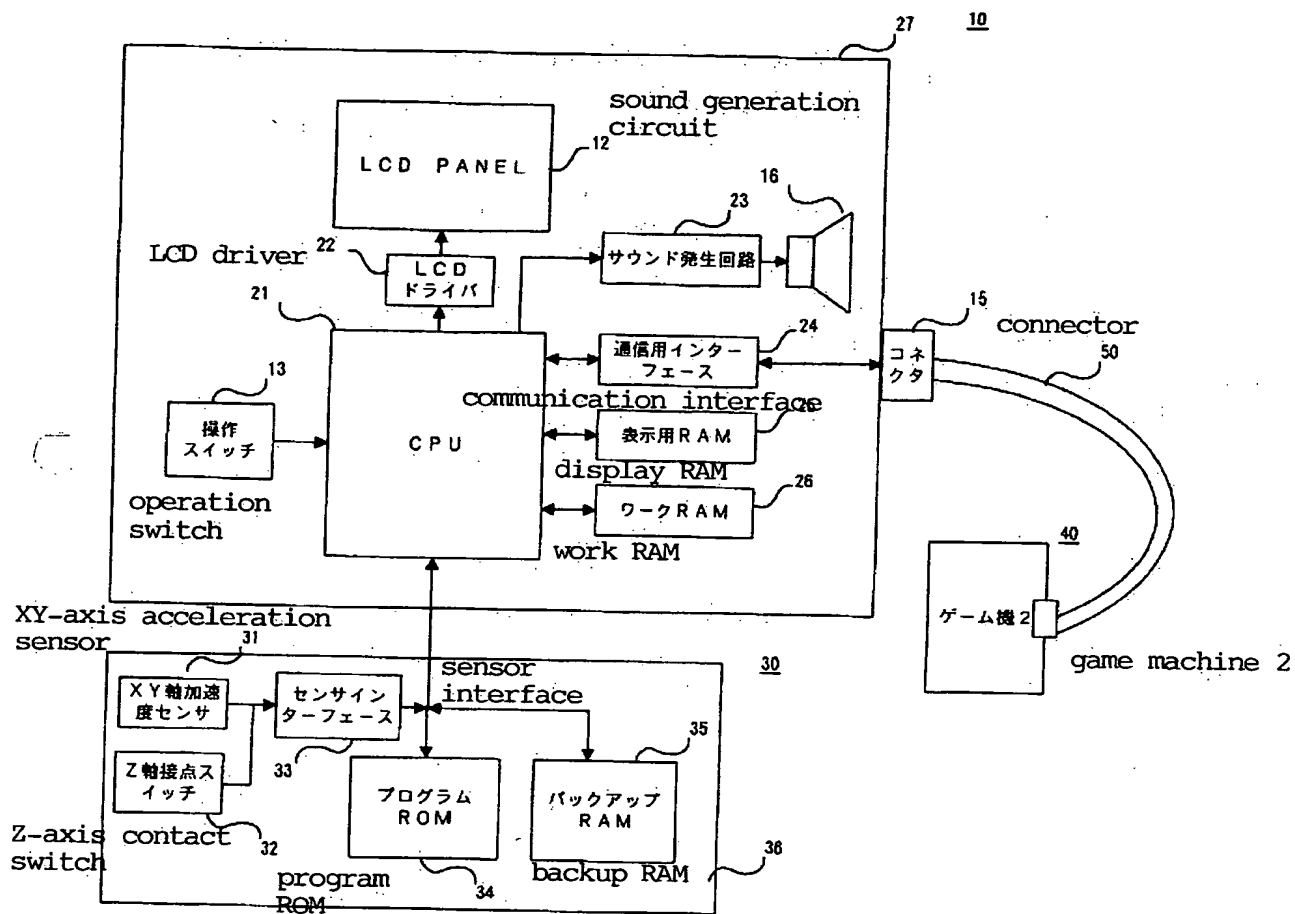 27
10
LCD PANEL
12
sound generation
circuit
16
23
サウンド発生回路
LCD driver
22
LCD
ドライバ
21
CPU
13
操作
スイッチ
operation
switch
24
通信用インター
フェース
communication interface
25
表示用RAM
display RAM
26
ワークRAM
work RAM
15
connector
コネ
クタ
50
40
ゲーム機2
game machine 2
XY-axis acceleration
sensor
31
XY軸加速
度センサ
sensor
interface
センサイン
ターフェース
33
30
Z軸接点ス
イッチ
32
Z-axis contact
switch
プログラム
ROM
34
program
ROM
35
バックアップ
RAM
backup RAM
36